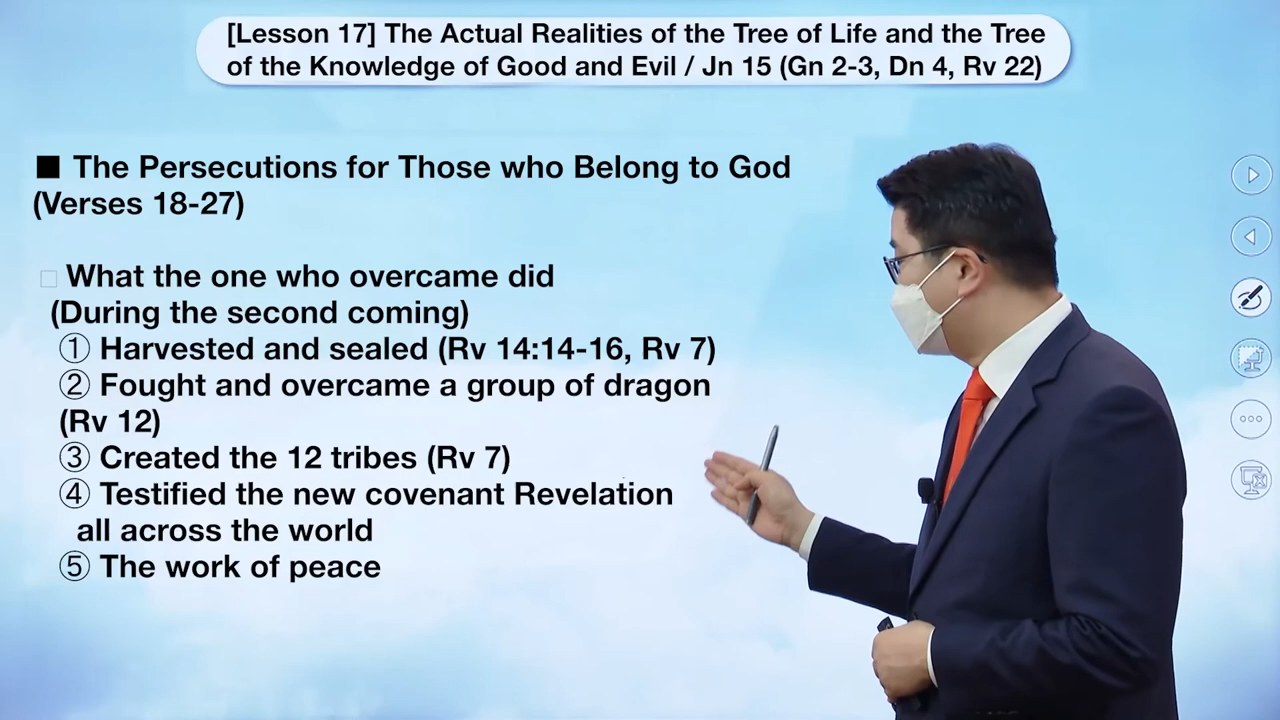 [Lesson 17] The Actual Realities of the Tree of Life and the Tree
of the Knowledge of Good and Evil / Jn 15 (Gn 2-3, Dn 4, Rv 22)
■ The Persecutions for Those who Belong to God
(Verses 18-27)
□ What the one who overcame did
(During the second coming)
① Harvested and sealed (Rv 14:14-16, Rv 7)
② Fought and overcame a group of dragon
(Rv 12)
③ Created the 12 tribes (Rv 7)
④ Testified the new covenant Revelation
all across the world
⑤ The work of peace